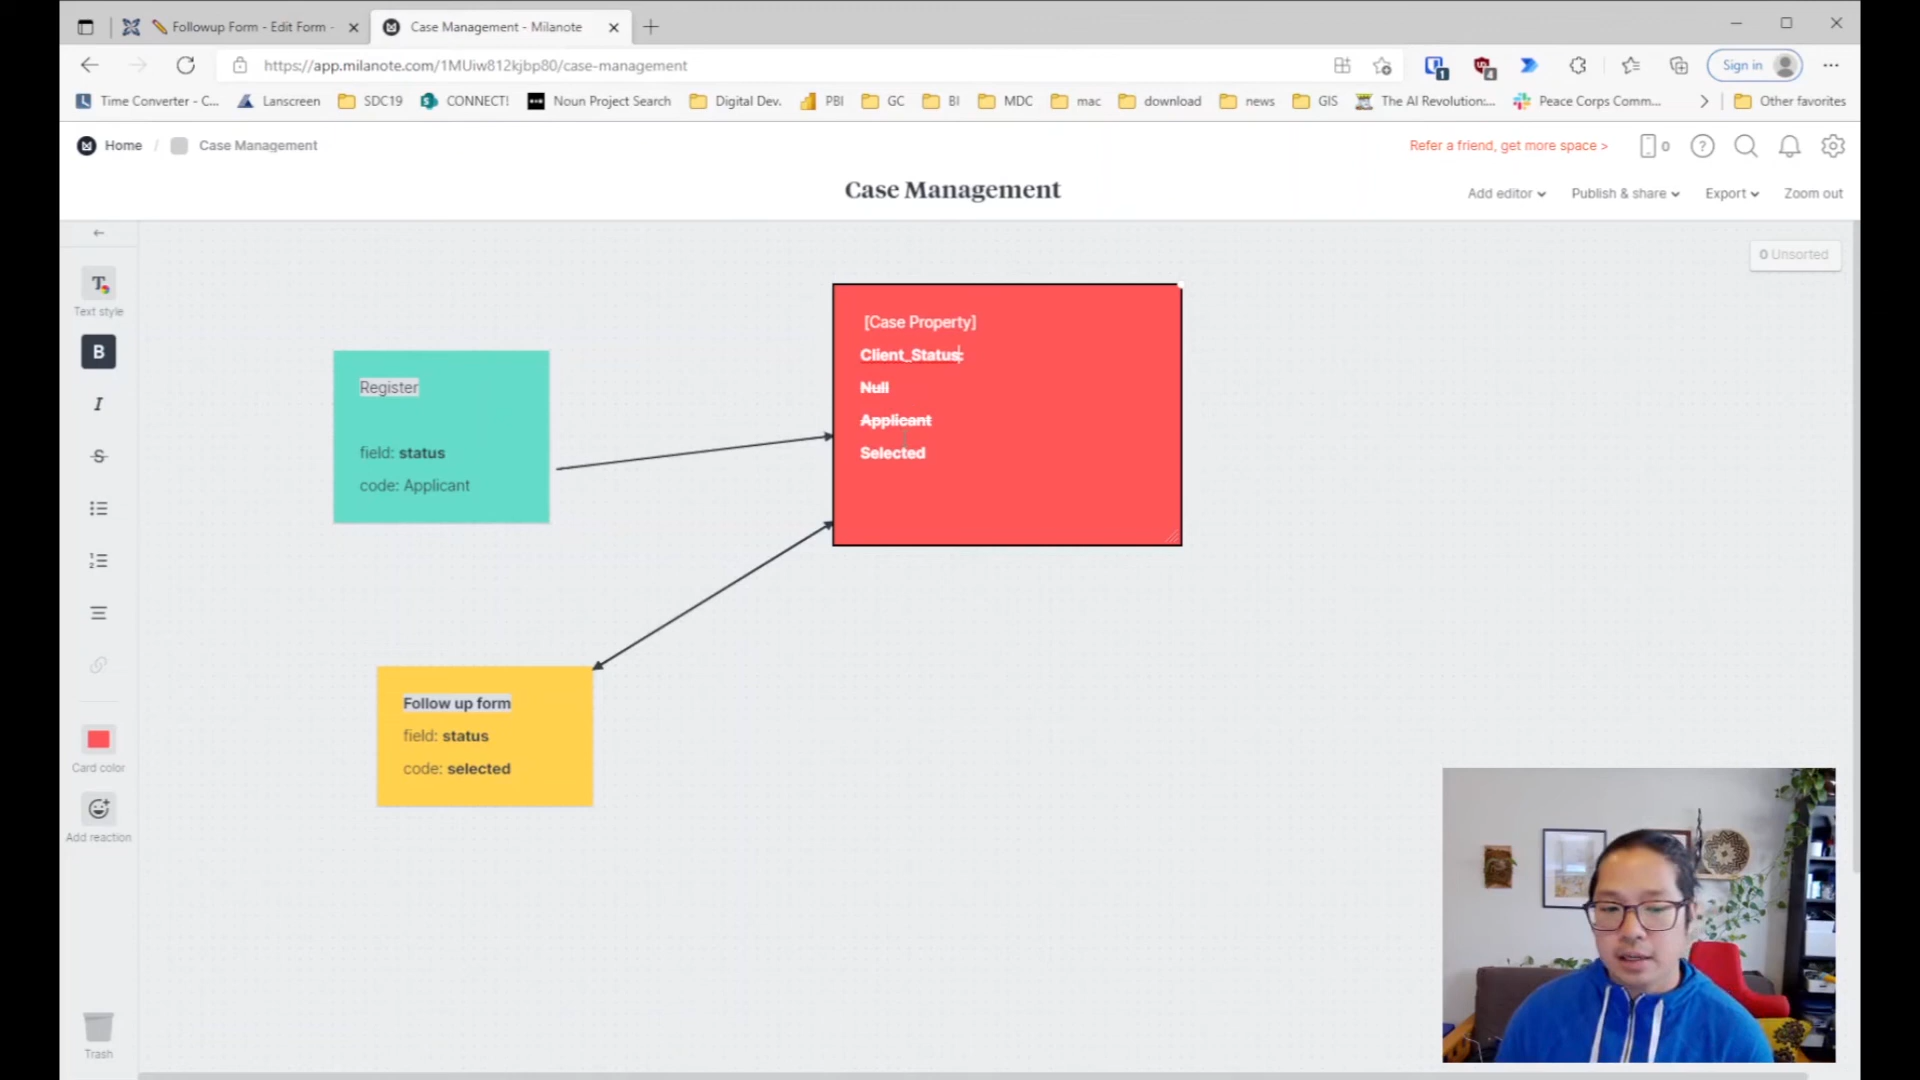 Followup Form - Edit Form -
Case Management - Milanote
https://app.milanote.com/1MUiw812kjbp80/case-management
1
4
Sign in
Time Converter - C...
Lanscreen
SDC19
CONNECT!
Noun Project Search
Digital Dev.
PBI
GC
BI
MDC
mac
download
news
GIS
The AI Revolution:...
Peace Corps Comm...
Other favorites
Home / Case Management
Refer a friend, get more space >
0
Case Management
Add editor
Publish & share
Export
Zoom out
0 Unsorted
Text style
B
I
S
Card color
Add reaction
Trash
Register
field: status
code: Applicant
[Case Property]
Client_Status:
Null
Applicant
Selected
Follow up form
field: status
code: selected